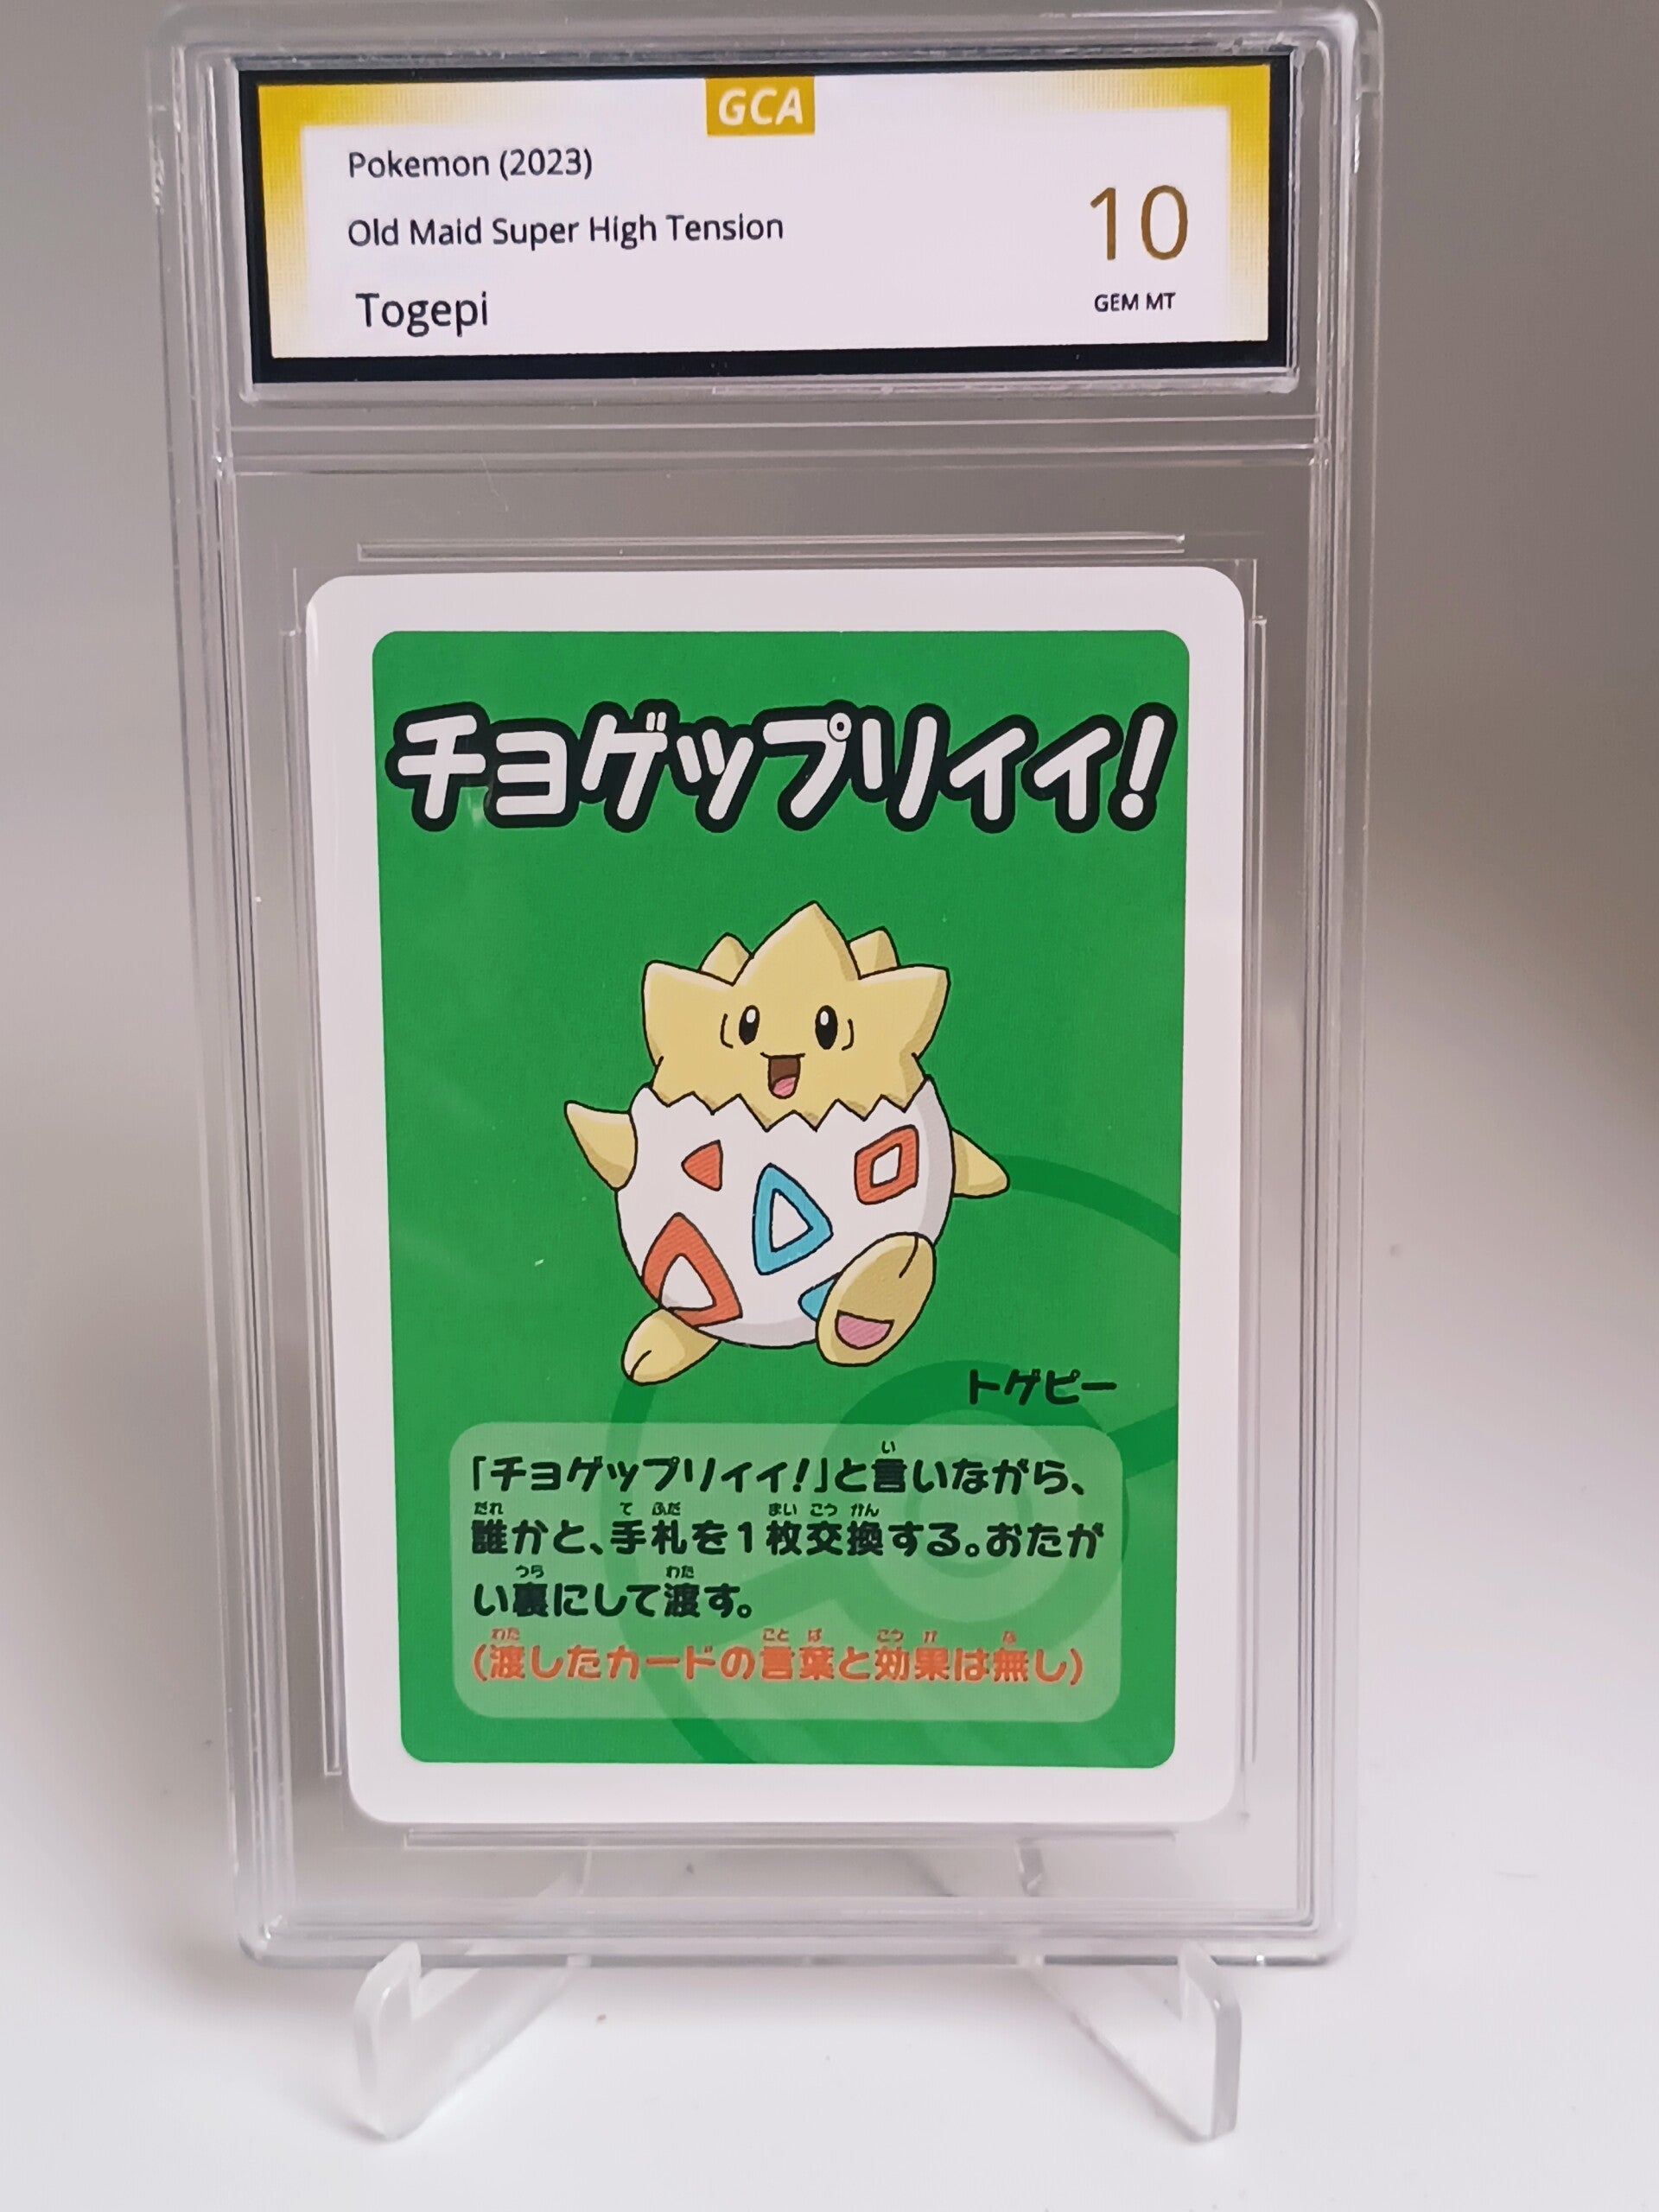 GCA
Pokemon (2023)
Old Maid Super High Tension
Togepi
10
GEM MT
チョゲップリィィ!
トゲピー
「チョゲップリィィ!」と言いながら、
誰かと、手札を1枚交換する。おたが
い裏にして渡す。
(渡したカードの言葉と効果は無し)